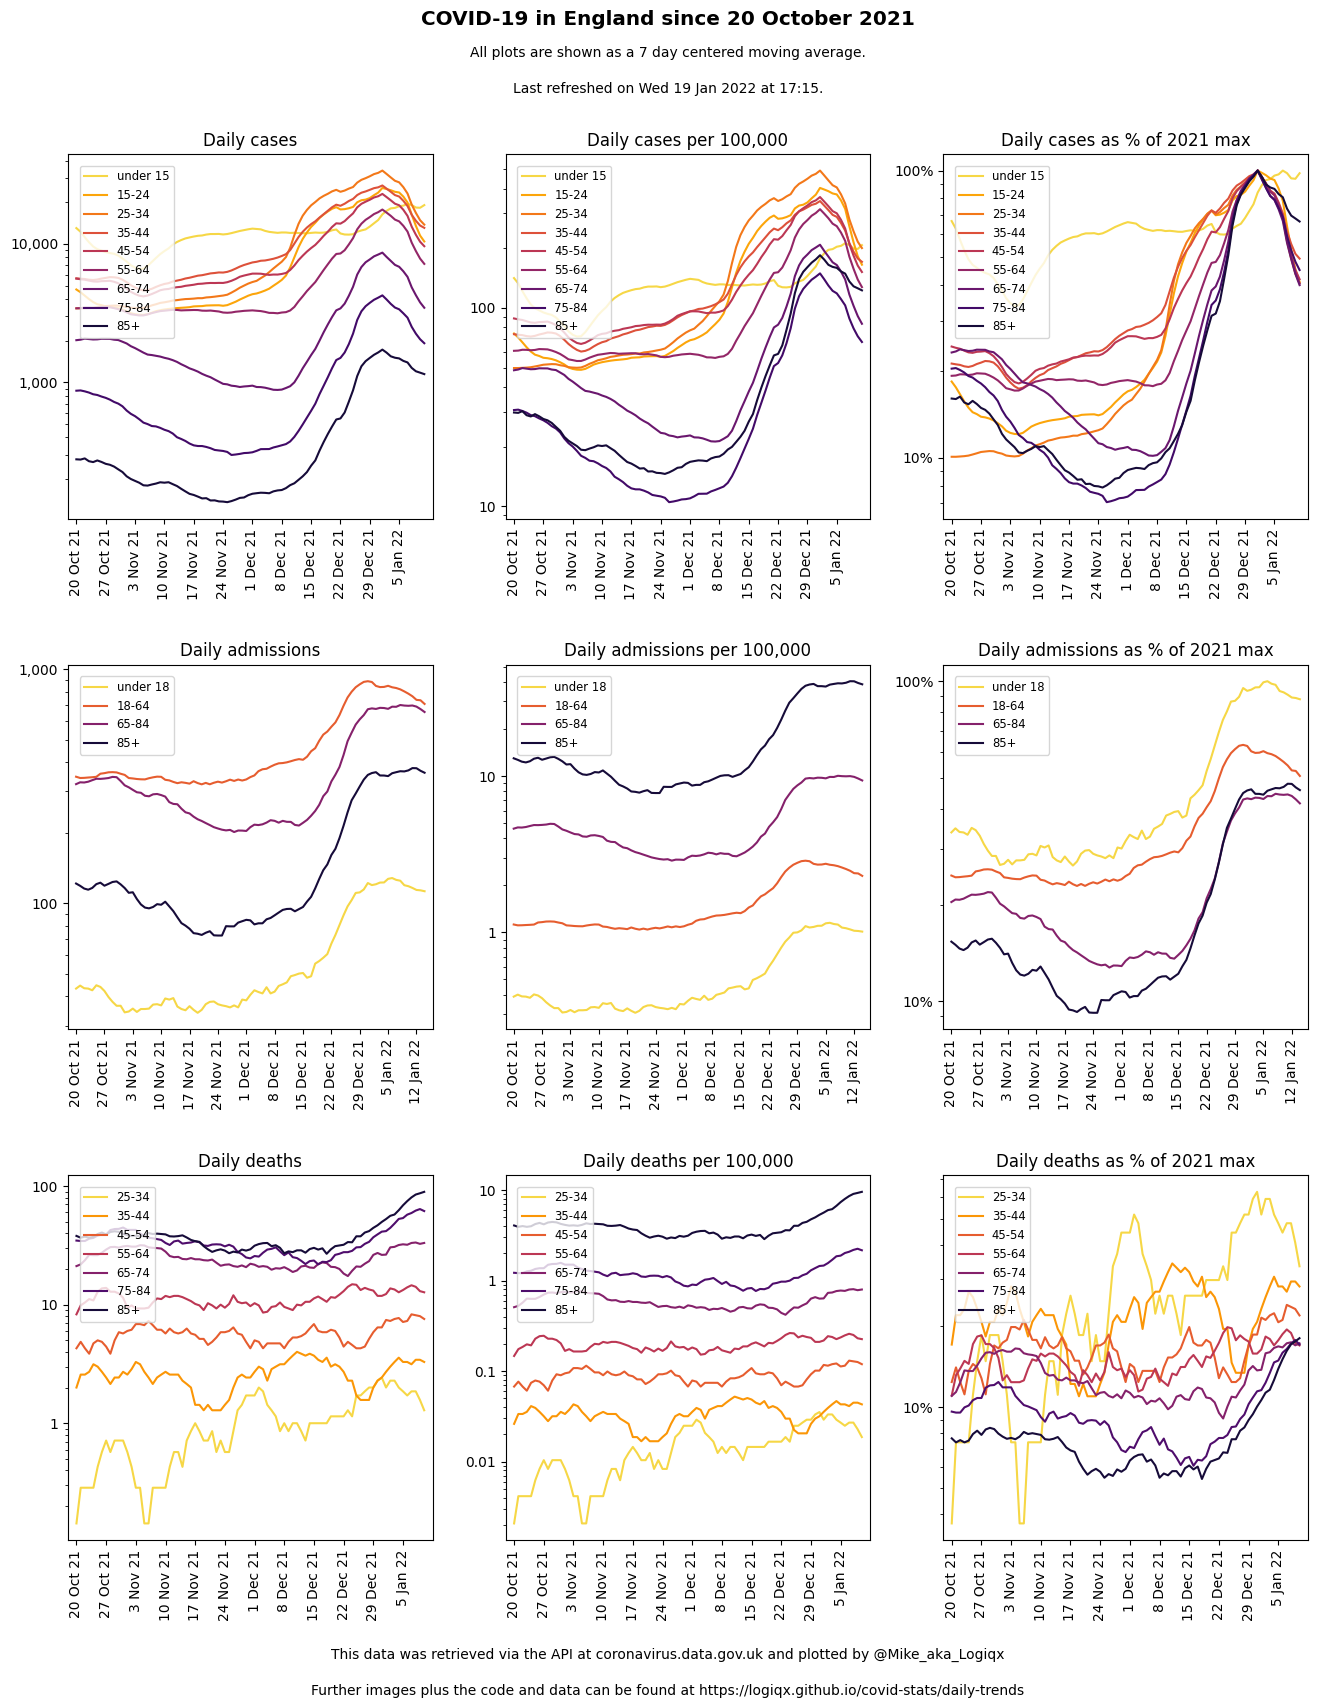 COVID-19 in England since 20 October 2021
All plots are shown as a 7 day centered moving average.
Last refreshed on Wed 19 Jan 2022 at 17:15.
Daily cases
under 15
15-24
25-34
35-44
45-54
55-64
65-74
75-84
85+
10,000
1,000
20 Oct 21
27 Oct 21
3 Nov 21
10 Nov 21
17 Nov 21
24 Nov 21
1 Dec 21
8 Dec 21
15 Dec 21
22 Dec 21
29 Dec 21
5 Jan 22
Daily cases per 100,000
under 15
15-24
25-34
35-44
45-54
55-64
65-74
75-84
85+
100
10
20 Oct 21
27 Oct 21
3 Nov 21
10 Nov 21
17 Nov 21
24 Nov 21
1 Dec 21
8 Dec 21
15 Dec 21
22 Dec 21
29 Dec 21
5 Jan 22
Daily cases as % of 2021 max
100%
under 15
15-24
25-34
35-44
45-54
55-64
65-74
75-84
85+
10%
20 Oct 21
27 Oct 21
3 Nov 21
10 Nov 21
17 Nov 21
24 Nov 21
1 Dec 21
8 Dec 21
15 Dec 21
22 Dec 21
29 Dec 21
5 Jan 22
Daily admissions
1,000
under 18
18-64
65-84
85+
100
20 Oct 21
27 Oct 21
3 Nov 21
10 Nov 21
17 Nov 21
24 Nov 21
1 Dec 21
8 Dec 21
15 Dec 21
22 Dec 21
29 Dec 21
5 Jan 22
12 Jan 22
Daily admissions per 100,000
under 18
18-64
65-84
85+
10
1
20 Oct 21
27 Oct 21
3 Nov 21
10 Nov 21
17 Nov 21
24 Nov 21
1 Dec 21
8 Dec 21
15 Dec 21
22 Dec 21
29 Dec 21
5 Jan 22
12 Jan 22
Daily admissions as % of 2021 max
100%
under 18
18-64
65-84
85+
10%
20 Oct 21
27 Oct 21
3 Nov 21
10 Nov 21
17 Nov 21
24 Nov 21
1 Dec 21
8 Dec 21
15 Dec 21
22 Dec 21
29 Dec 21
5 Jan 22
12 Jan 22
Daily deaths
100
25-34
35-44
45-54
55-64
65-74
75-84
85+
10
1
20 Oct 21
27 Oct 21
3 Nov 21
10 Nov 21
17 Nov 21
24 Nov 21
1 Dec 21
8 Dec 21
15 Dec 21
22 Dec 21
29 Dec 21
5 Jan 22
Daily deaths per 100,000
10
25-34
35-44
45-54
55-64
65-74
75-84
85+
1
0.1
0.01
20 Oct 21
27 Oct 21
3 Nov 21
10 Nov 21
17 Nov 21
24 Nov 21
1 Dec 21
8 Dec 21
15 Dec 21
22 Dec 21
29 Dec 21
5 Jan 22
Daily deaths as % of 2021 max
25-34
35-44
45-54
55-64
65-74
75-84
85+
10%
20 Oct 21
27 Oct 21
3 Nov 21
10 Nov 21
17 Nov 21
24 Nov 21
1 Dec 21
8 Dec 21
15 Dec 21
22 Dec 21
29 Dec 21
5 Jan 22
This data was retrieved via the API at coronavirus.data.gov.uk and plotted by @Mike_aka_Logiqx
Further images plus the code and data can be found at https://logiqx.github.io/covid-stats/daily-trends